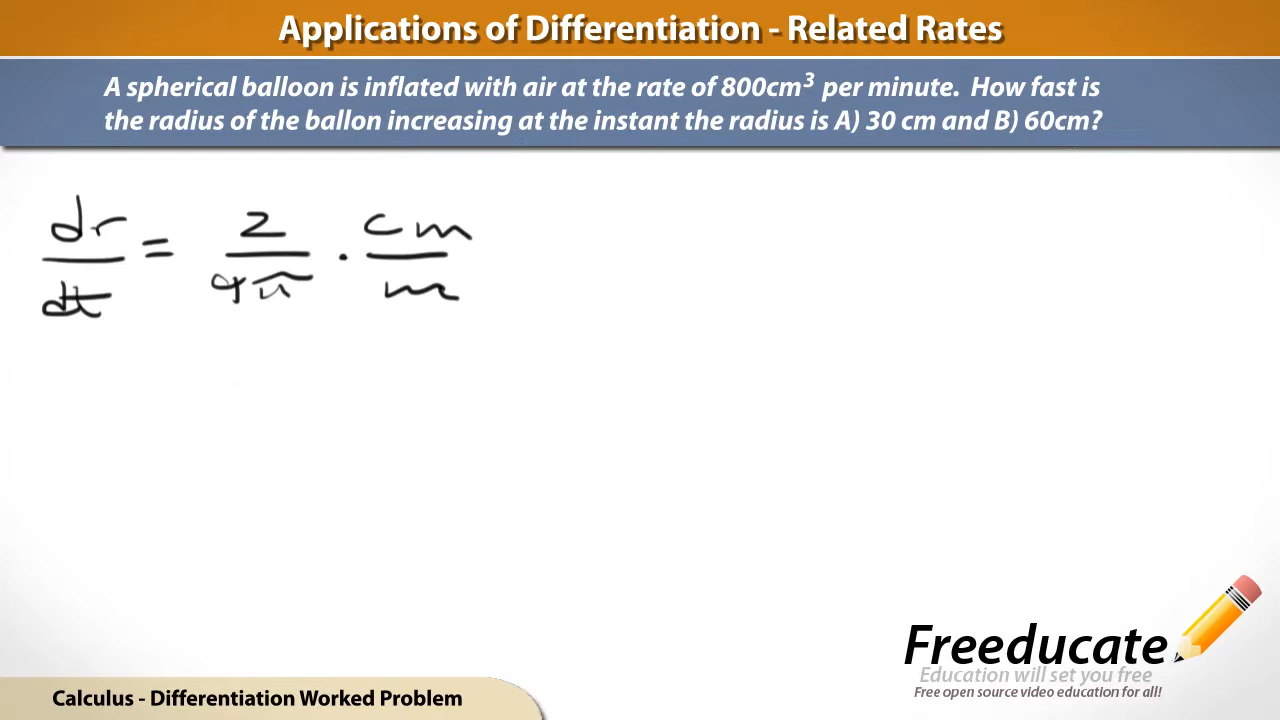 Applications of Differentiation - Related Rates
A spherical balloon is inflated with air at the rate of 800cm³ per minute. How fast is
the radius of the ballon increasing at the instant the radius is A) 30 cm and B) 60cm?
dr/dt = 2/9π · cm/m
Freeducate
Education will set you free
Free open source video education for all!
Calculus - Differentiation Worked Problem